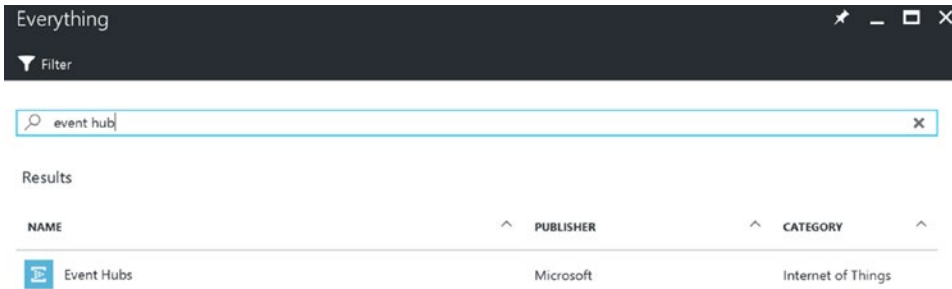 Everything
Filter
event hub
Results
NAME PUBLISHER CATEGORY
Event Hubs Microsoft Internet of Things